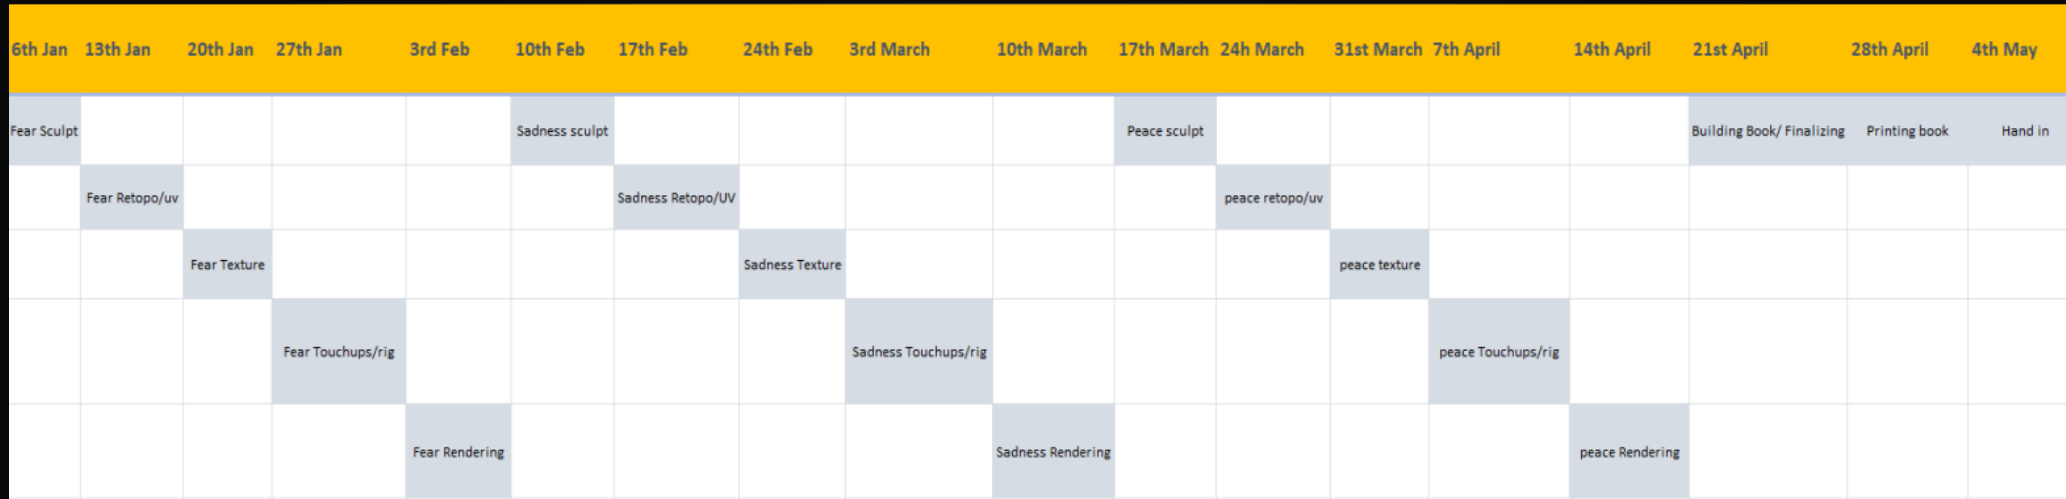 6th Jan 13th Jan 20th Jan 27th Jan 3rd Feb 10th Feb 17th Feb 24th Feb 3rd March 10th March 17th March 24h March 31st March 7th April 14th April 21st April 28th April 4th May
Fear Sculpt Sadness sculpt Peace sculpt Building Book/ Finalizing Printing book Hand in
Fear Retopo/uv Sadness Retopo/UV peace retopo/uv
Fear Texture Sadness Texture peace texture
Fear Touchups/rig Sadness Touchups/rig peace Touchups/rig
Fear Rendering Sadness Rendering peace Rendering